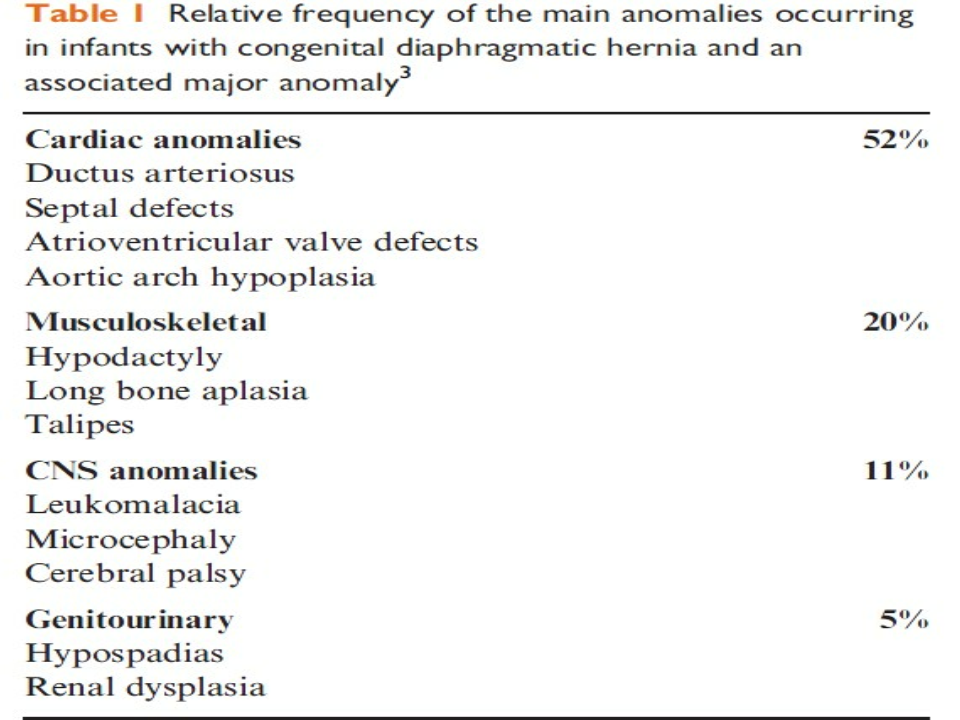 Table 1 Relative frequency of the main anomalies occurring
in infants with congenital diaphragmatic hernia and an
associated major anomaly³
Cardiac anomalies 52%
Ductus arteriosus
Septal defects
Atrioventricular valve defects
Aortic arch hypoplasia
Musculoskeletal 20%
Hypodactyly
Long bone aplasia
Talipes
CNS anomalies 11%
Leukomalacia
Microcephaly
Cerebral palsy
Genitourinary 5%
Hypospadias
Renal dysplasia